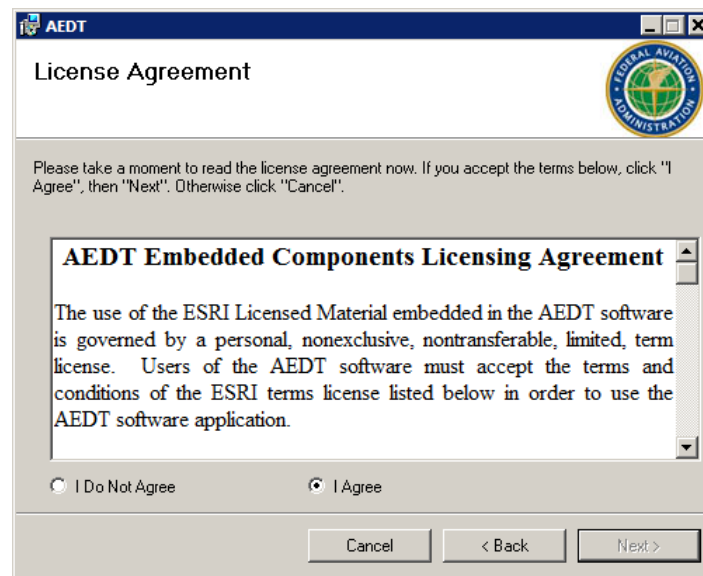 AEDT
License Agreement
FEDERAL AVIATION
ADMINISTRATION
Please take a moment to read the license agreement now. If you accept the terms below, click "I
Agree", then "Next". Otherwise click "Cancel".
AEDT Embedded Components Licensing Agreement
The use of the ESRI Licensed Material embedded in the AEDT software
is governed by a personal, nonexclusive, nontransferable, limited, term
license. Users of the AEDT software must accept the terms and
conditions of the ESRI terms license listed below in order to use the
AEDT software application.
I Do Not Agree
I Agree
Cancel
< Back
Next >